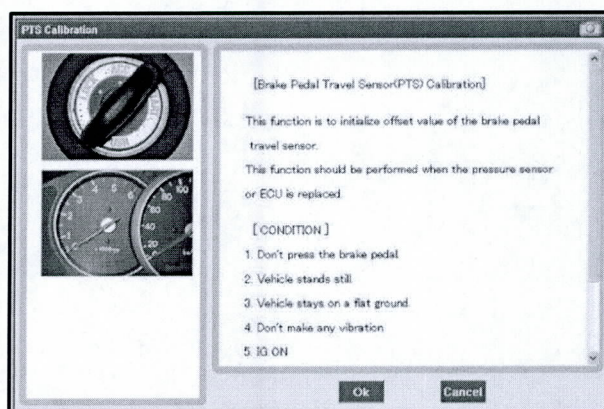 PTS Calibration
[Brake Pedal Travel Sensor(PTS) Calibration]
This function is to initialize offset value of the brake pedal
travel sensor.
This function should be performed when the pressure sensor
or ECU is replaced.
[ CONDITION ]
1. Don't press the brake pedal.
2. Vehicle stands still.
3. Vehicle stays on a flat ground.
4. Don't make any vibration.
5. IG ON
Ok
Cancel